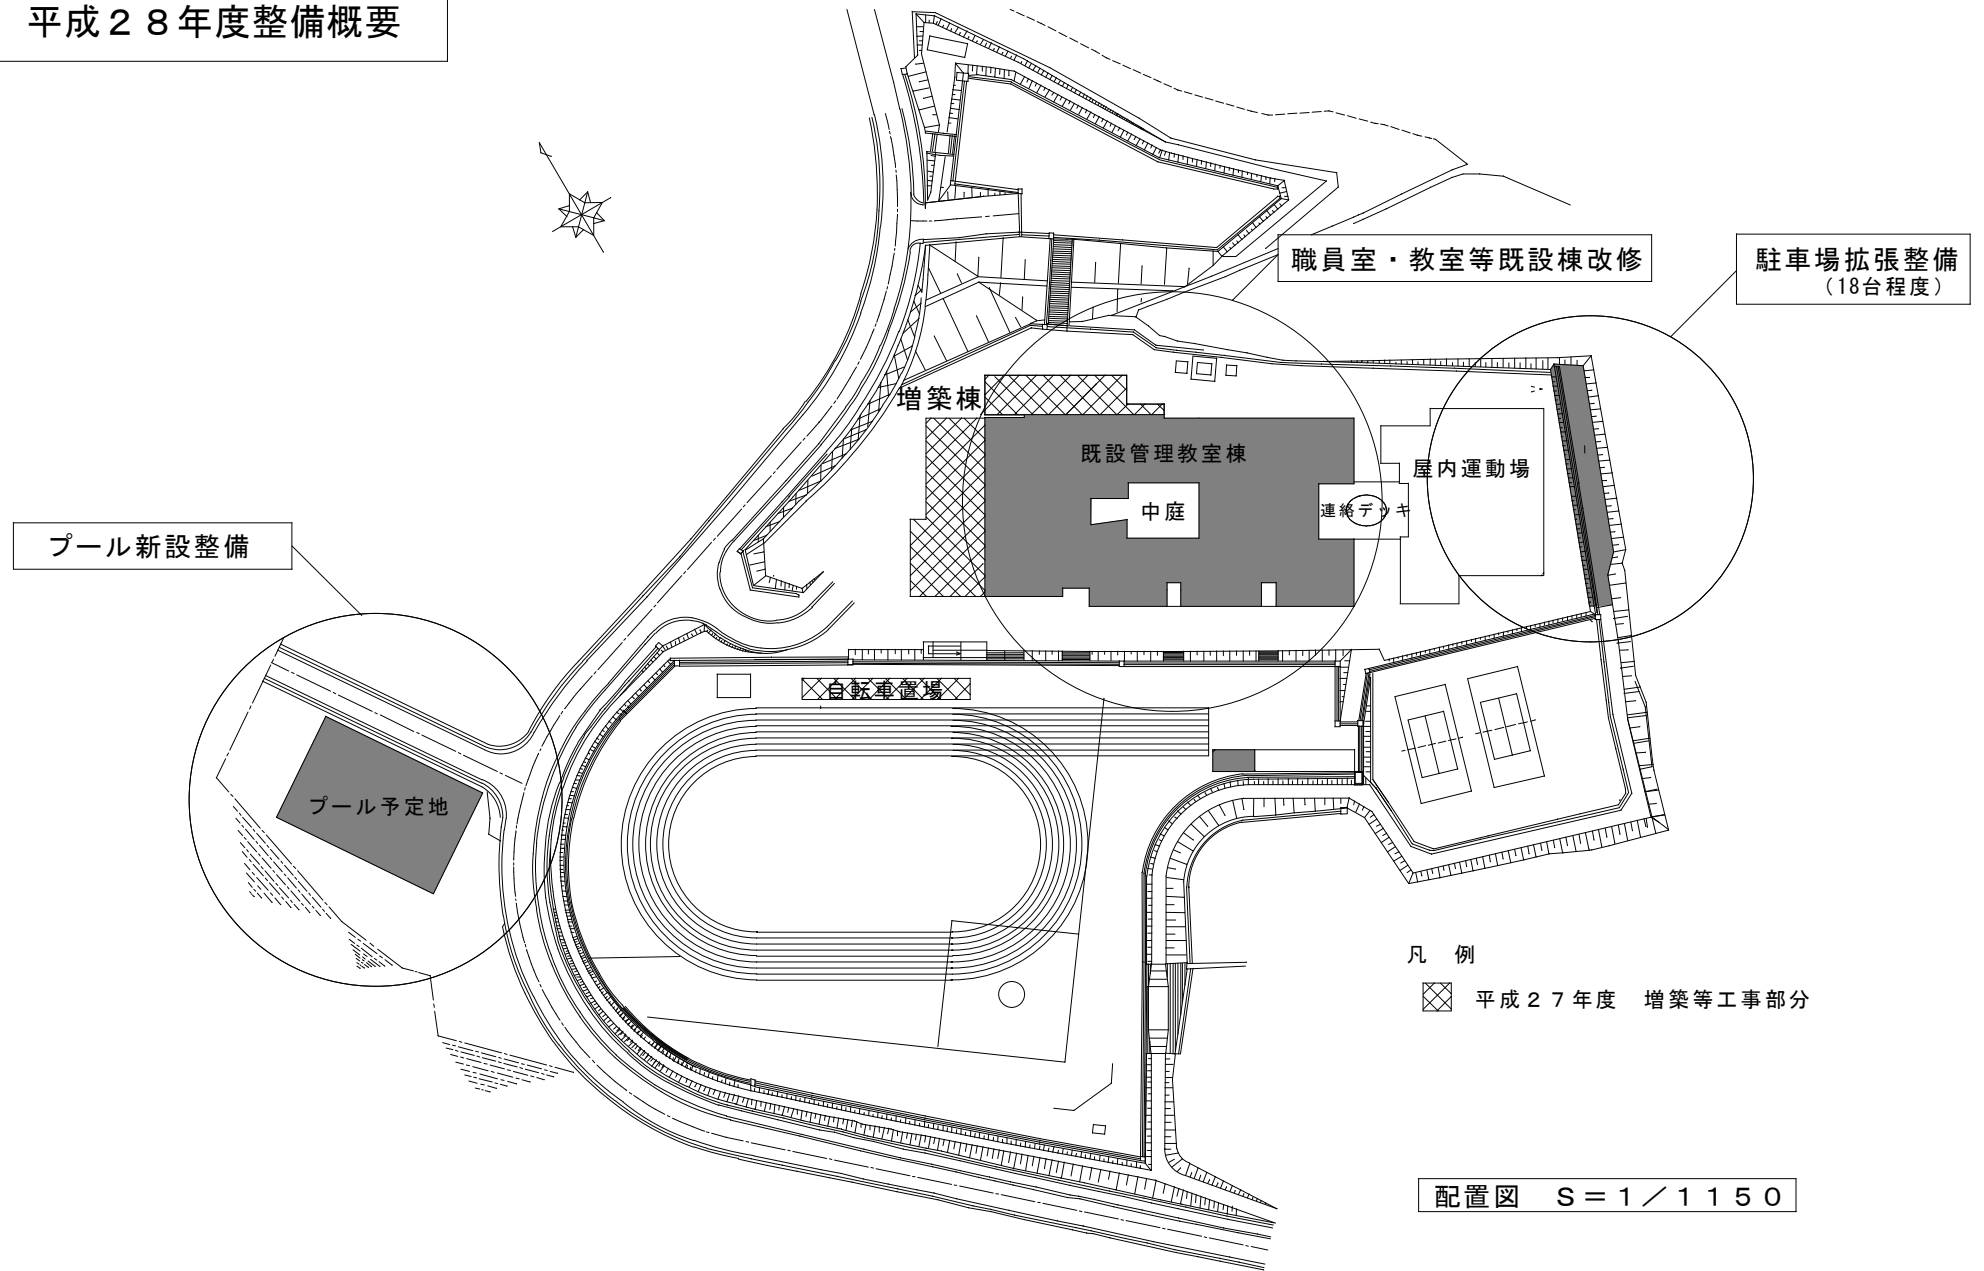 平成２８年度整備概要
職員室・教室等既設棟改修
駐車場拡張整備
（18台程度）
増築棟
既設管理教室棟
屋内運動場
中庭
連絡デッキ
プール新設整備
自転車置場
プール予定地
凡　例
平成２７年度　増築等工事部分
配置図　Ｓ＝１／１１５０